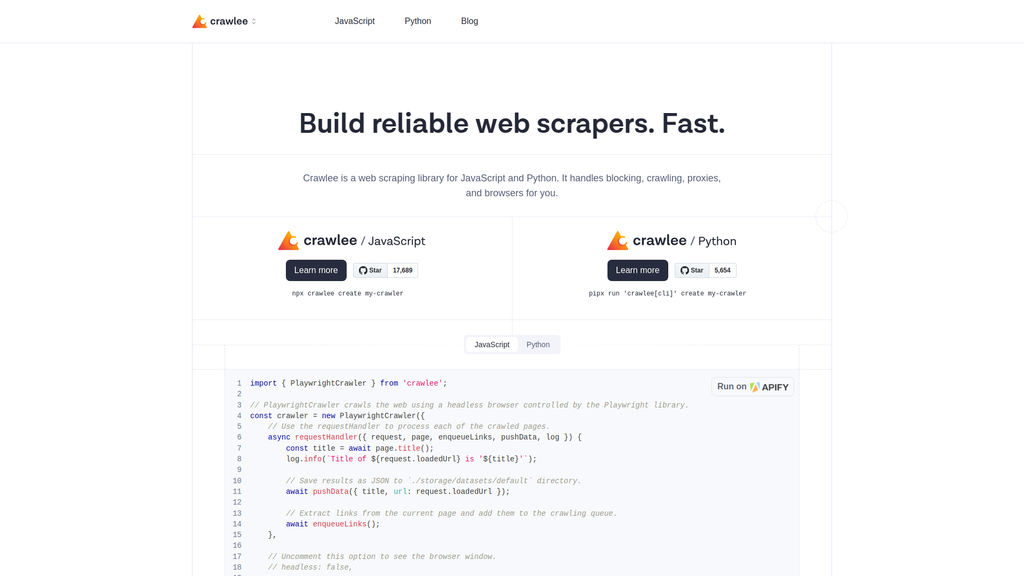 crawlee
JavaScript
Python
Blog
Build reliable web scrapers. Fast.
Crawlee is a web scraping library for JavaScript and Python. It handles blocking, crawling, proxies,
and browsers for you.
crawlee / JavaScript
Learn more
Star
17,689
npx crawlee create my-crawler
crawlee / Python
Learn more
Star
5,654
pipx run 'crawlee[cli]' create my-crawler
JavaScript
Python
Run on APIFY
1 import { PlaywrightCrawler } from 'crawlee';
2
3 // PlaywrightCrawler crawls the web using a headless browser controlled by the Playwright library.
4 const crawler = new PlaywrightCrawler({
5 // Use the requestHandler to process each of the crawled pages.
6 async requestHandler({ request, page, enqueueLinks, pushData, log }) {
7 const title = await page.title();
8 log.info(`Title of ${request.loadedUrl} is '${title}'`);
9
10 // Save results as JSON to `./storage/datasets/default` directory.
11 await pushData({ title, url: request.loadedUrl });
12
13 // Extract links from the current page and add them to the crawling queue.
14 await enqueueLinks();
15 },
16
17 // Uncomment this option to see the browser window.
18 // headless: false,